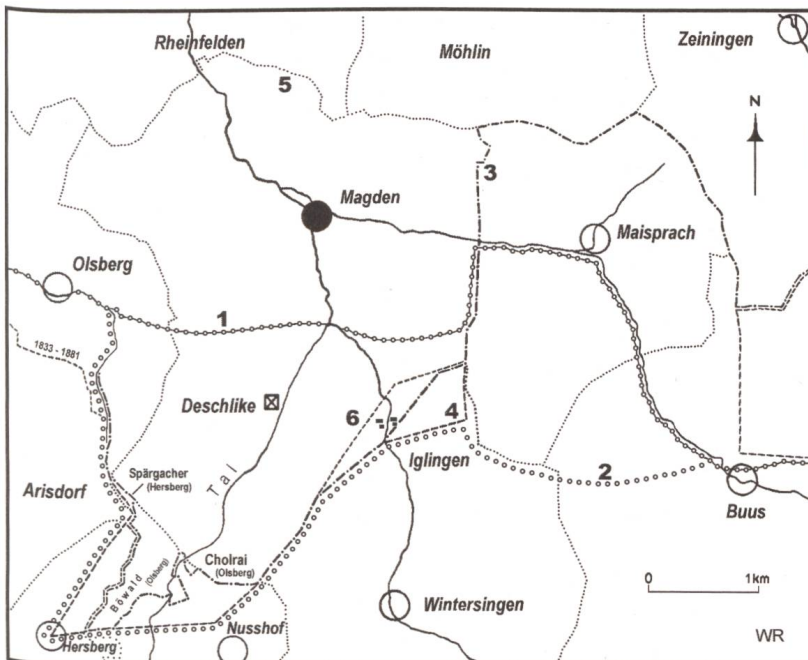 Rheinfelden
Möhlin
Zeiningen
5
N
3
Magden
Maisprach
Olsberg
1
1833 - 1881
Deschlike
6
4
Iglingen
2
Spärgacher
(Hersberg)
Tal
Arisdorf
Buus
Cholrai
(Olsberg)
Böwald (Olsberg)
0 1km
Wintersingen
Nusshof
Hersberg
WR